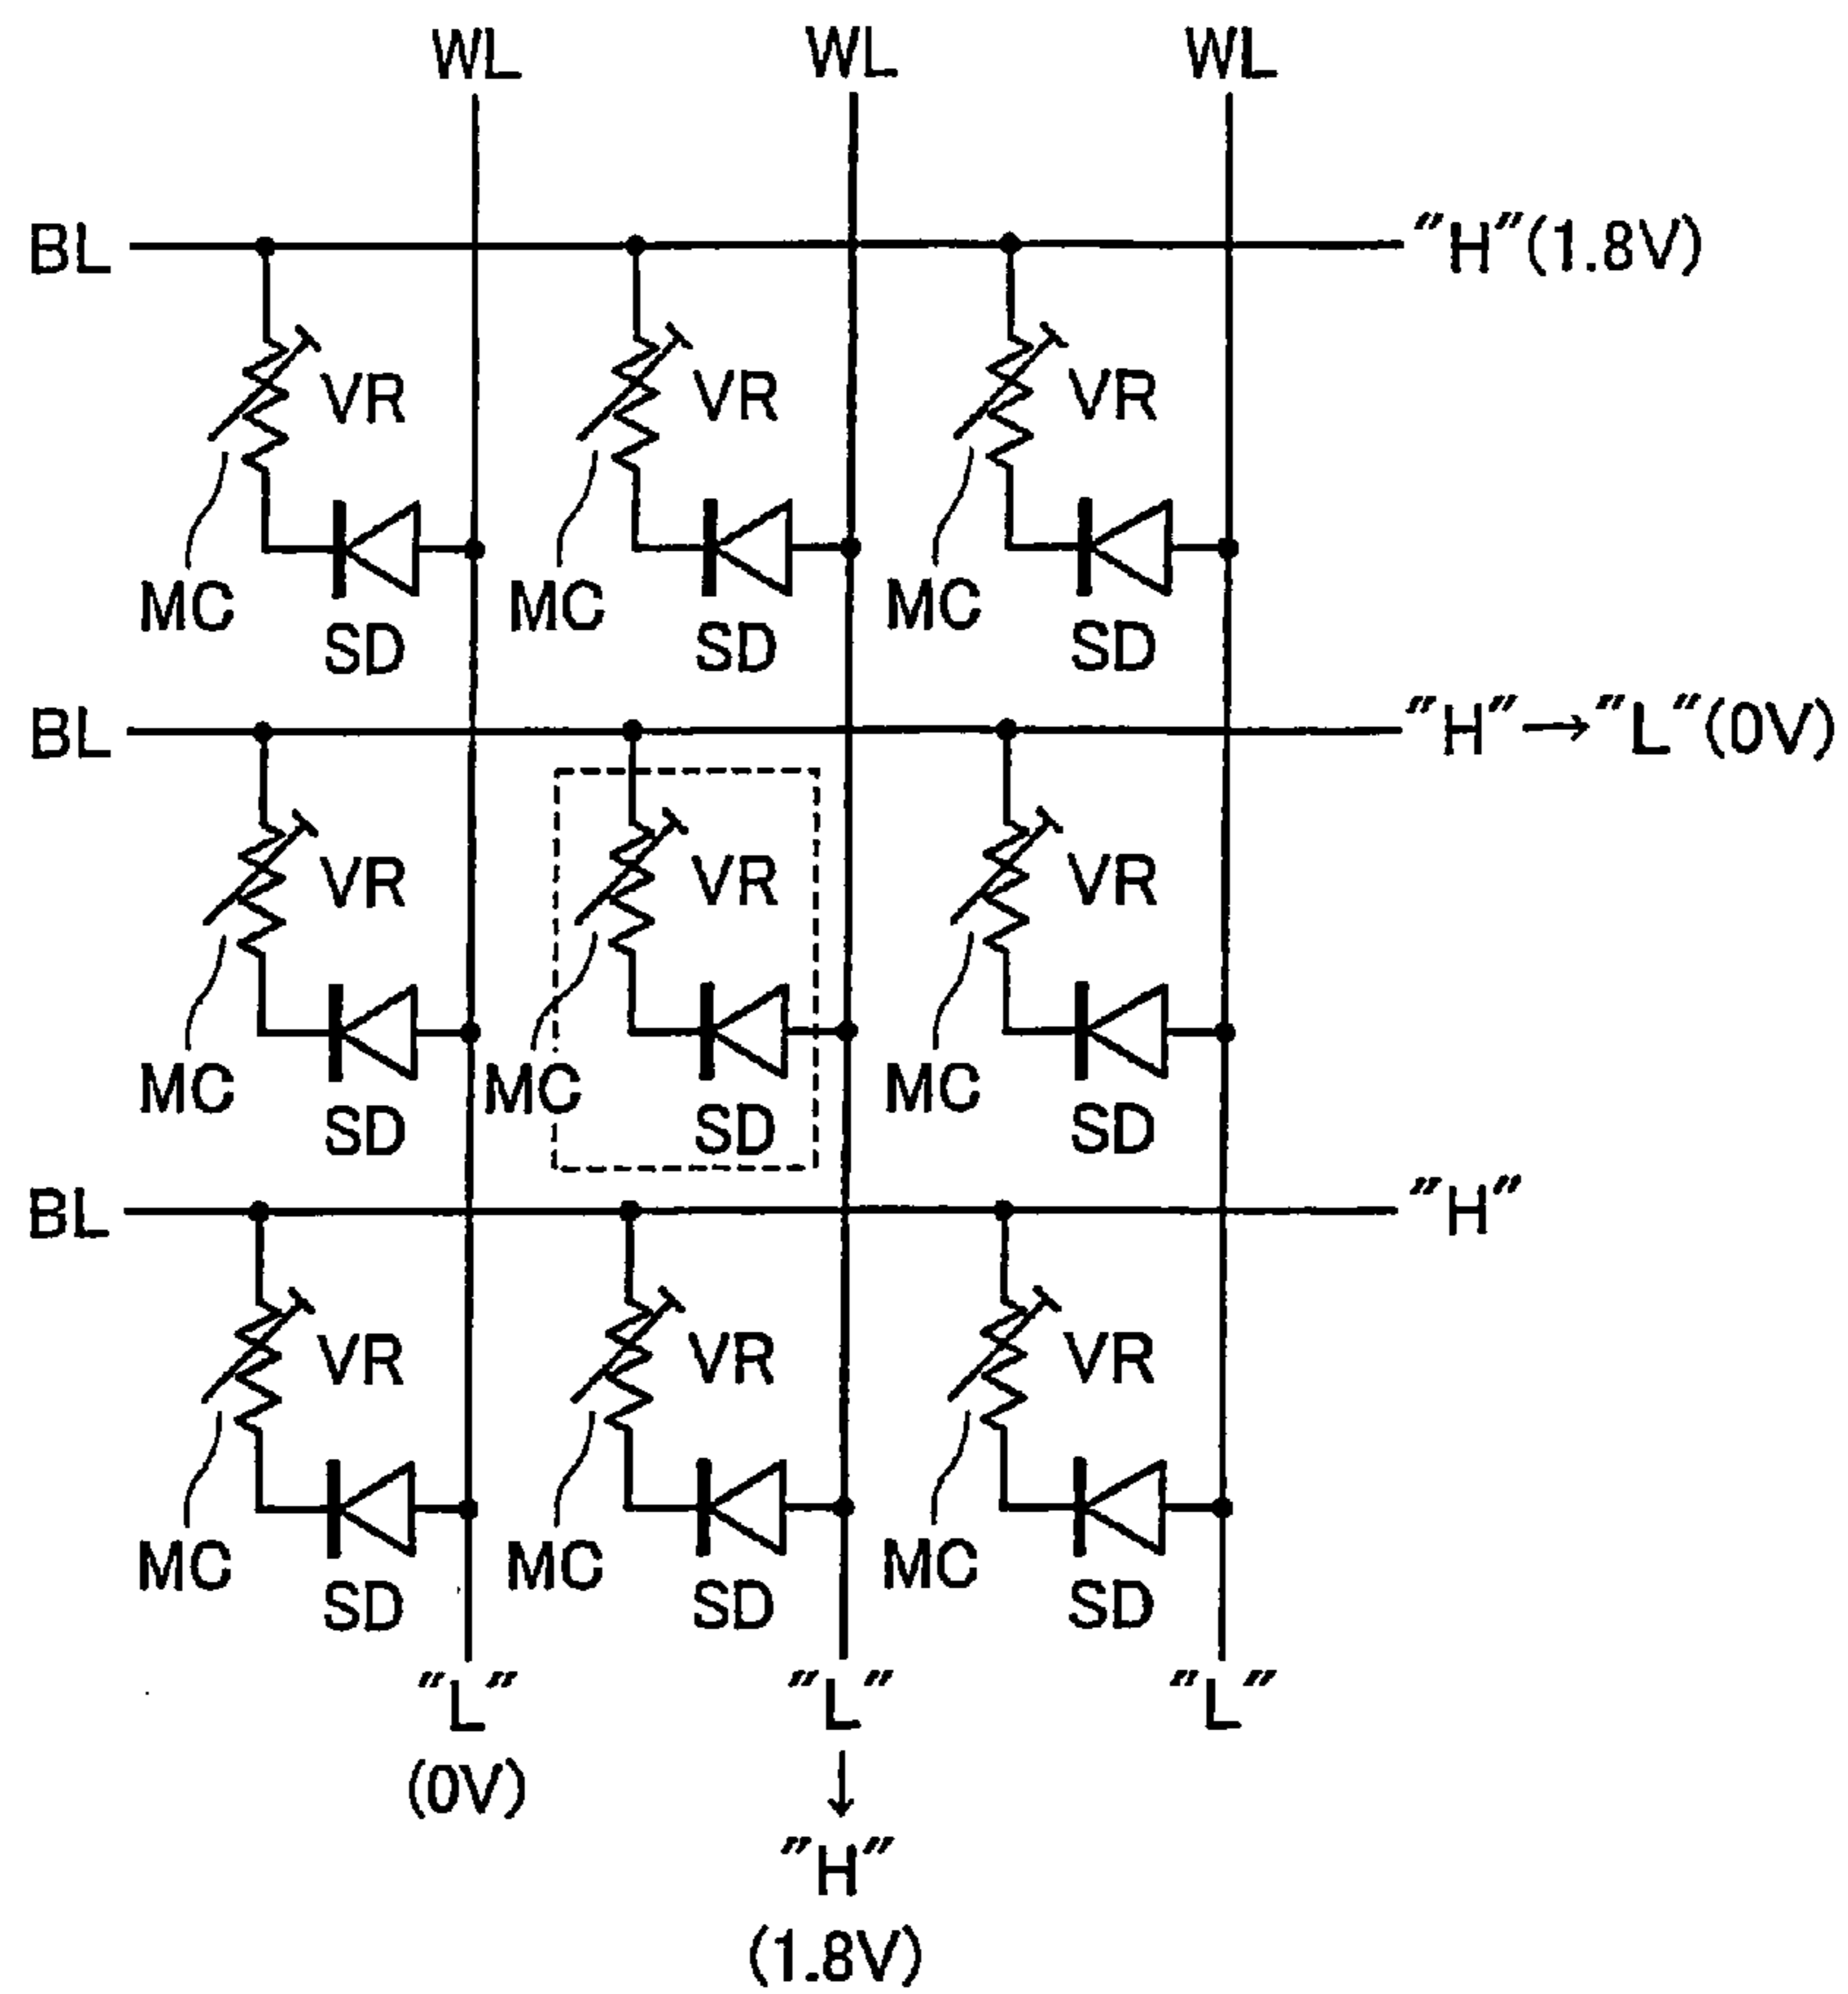 WL WL WL
BL "H"(1.8V)
VR VR VR
MC MC MC
SD SD SD
BL "H"→"L"(0V)
VR VR VR
MC MC MC
SD SD SD
BL "H"
VR VR VR
MC MC MC
SD SD SD
"L" "L" "L"
(0V) ↓
"H"
(1.8V)